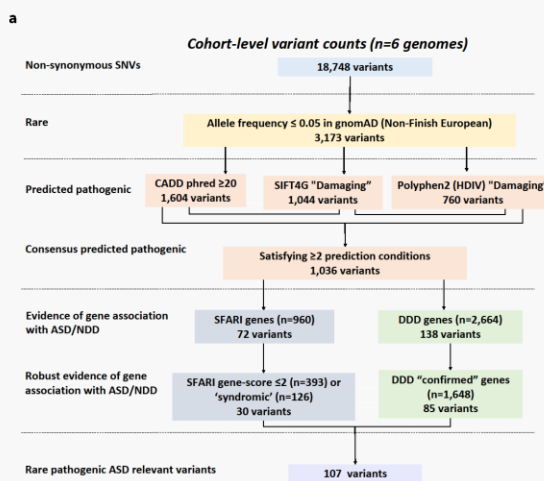 a
Cohort-level variant counts (n=6 genomes)
Non-synonymous SNVs
18,748 variants
Rare
Allele frequency ≤ 0.05 in gnomAD (Non-Finish European)
3,173 variants
Predicted pathogenic
CADD phred ≥20
1,604 variants
SIFT4G "Damaging"
1,044 variants
Polyphen2 (HDIV) "Damaging"
760 variants
Consensus predicted pathogenic
Satisfying ≥2 prediction conditions
1,036 variants
Evidence of gene association
with ASD/NDD
SFARI genes (n=960)
72 variants
DDD genes (n=2,664)
138 variants
Robust evidence of gene
association with ASD/NDD
SFARI gene-score ≤2 (n=393) or
'syndromic' (n=126)
30 variants
DDD "confirmed" genes
(n=1,648)
85 variants
Rare pathogenic ASD relevant variants
107 variants